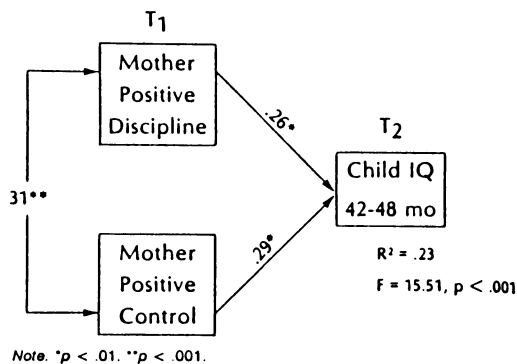 T1
Mother
Positive
Discipline
.26*
T2
Child IQ
42-48 mo
31**
.29*
Mother
Positive
Control
R² = .23
F = 15.51, p < .001
Note. *p < .01. **p < .001.